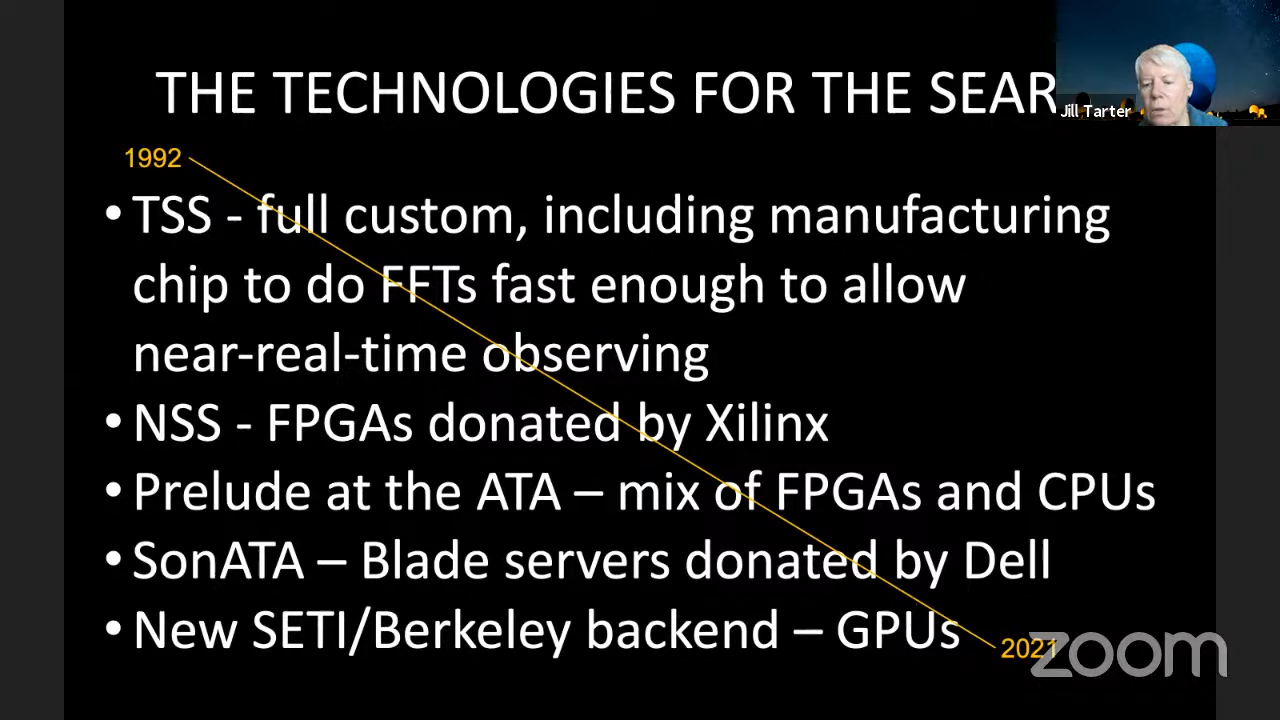 THE TECHNOLOGIES FOR THE SEAR
Jill Tarter
1992
• TSS - full custom, including manufacturing
chip to do FFTs fast enough to allow
near-real-time observing
• NSS - FPGAs donated by Xilinx
• Prelude at the ATA – mix of FPGAs and CPUs
• SonATA – Blade servers donated by Dell
• New SETI/Berkeley backend – GPUs
2021
zoom